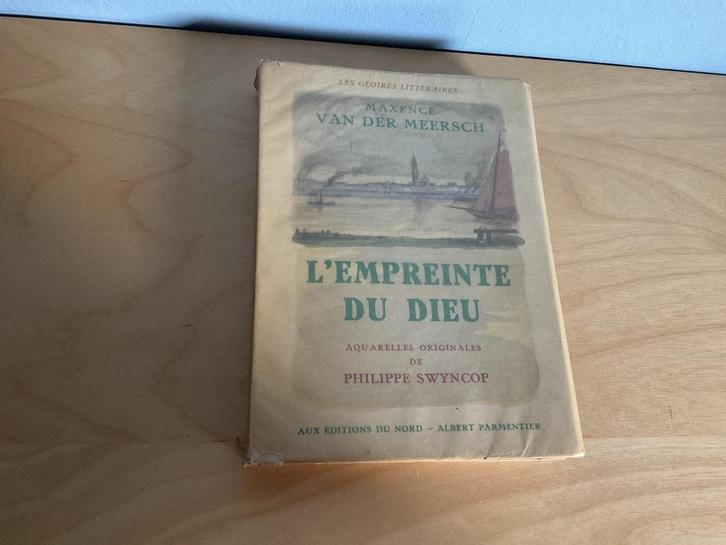 LES GLOIRES LITTÉRAIRES
MAXENCE
VAN DER MEERSCH
L'EMPREINTE
DU DIEU
AQUARELLES ORIGINALES
DE
PHILIPPE SWYNCOP
AUX EDITIONS DU NORD – ALBERT PARMENTIER